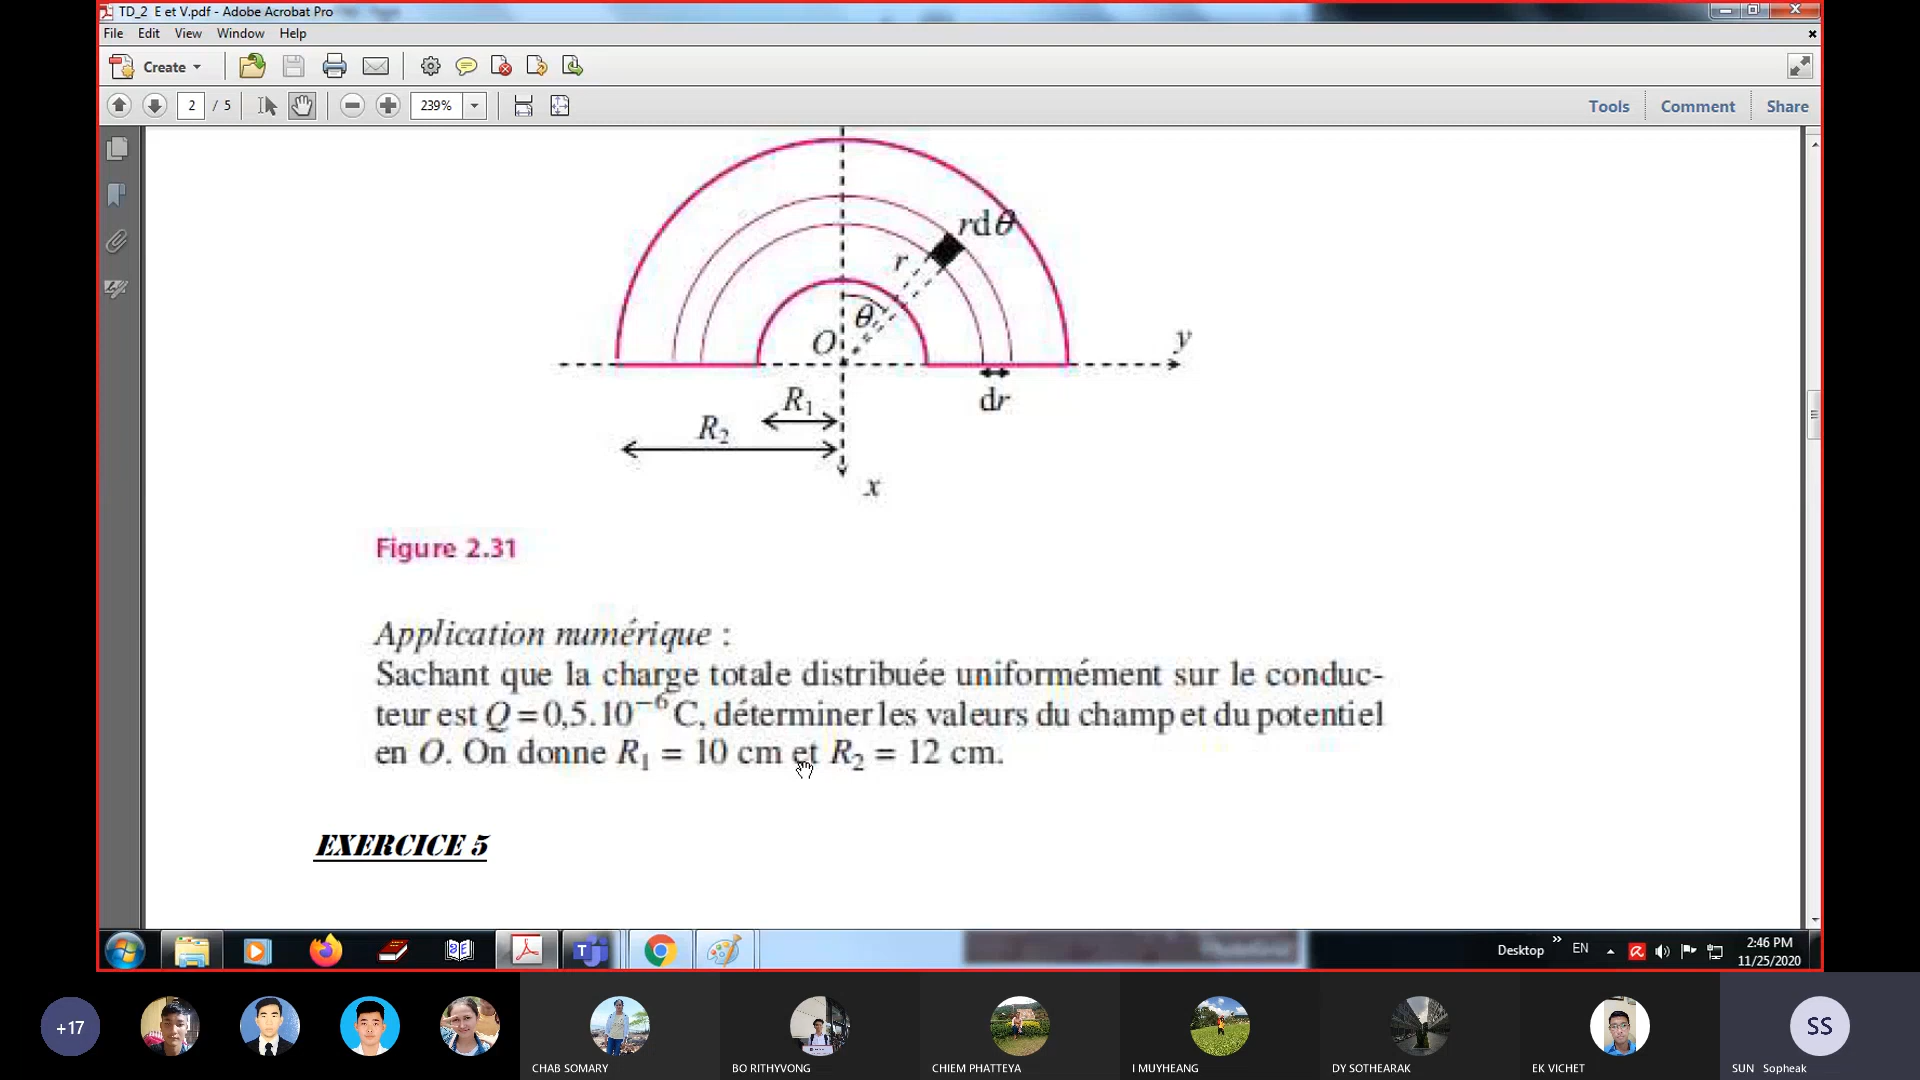 TD_2 E et V.pdf - Adobe Acrobat Pro
File Edit View Window Help
Create
2 / 5
239%
Tools Comment Share
rdθ
r
θ
O
y
R1
dr
R2
x
Figure 2.31
Application numérique :
Sachant que la charge totale distribuée uniformément sur le conduc-
teur est Q = 0,5.10⁻⁶ C, déterminer les valeurs du champ et du potentiel
en O. On donne R₁ = 10 cm et R₂ = 12 cm.
EXERCICE 5
Desktop » EN
2:46 PM
11/25/2020
+17
CHAB SOMARY
BO RITHYVONG
CHIEM PHATTEYA
I MUYHEANG
DY SOTHEARAK
EK VICHET
SS
SUN Sopheak